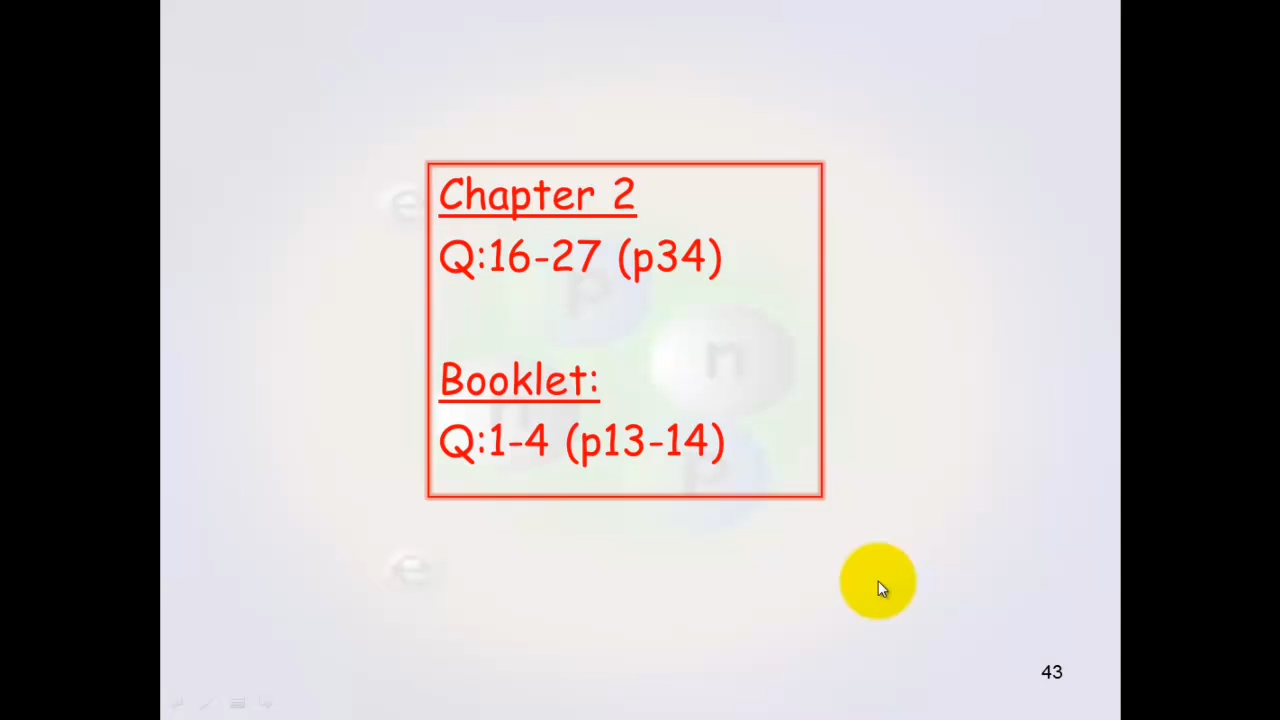 Chapter 2
Q:16-27 (p34)
Booklet:
Q:1-4 (p13-14)
e
p
n
n
p
e
43